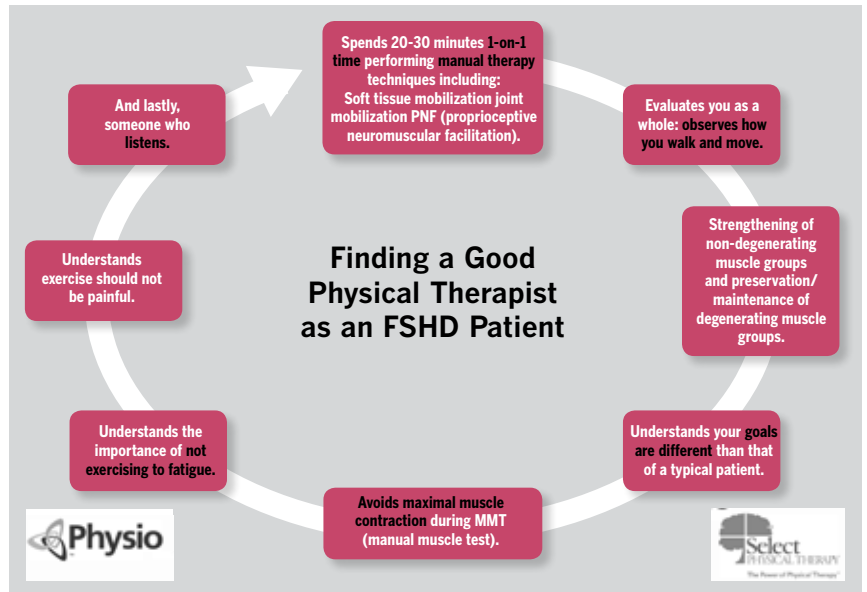 Spends 20-30 minutes 1-on-1
time performing manual therapy
techniques including:
Soft tissue mobilization joint
mobilization PNF (proprioceptive
neuromuscular facilitation).
Evaluates you as a
whole: observes how
you walk and move.
Strengthening of
non-degenerating
muscle groups
and preservation/
maintenance of
degenerating muscle
groups.
Understands your goals
are different than that
of a typical patient.
Avoids maximal muscle
contraction during MMT
(manual muscle test).
Understands the
importance of not
exercising to fatigue.
Understands
exercise should not
be painful.
And lastly,
someone who
listens.
Finding a Good
Physical Therapist
as an FSHD Patient
Physio
Select
PHYSICAL THERAPY
The Power of Physical Therapy